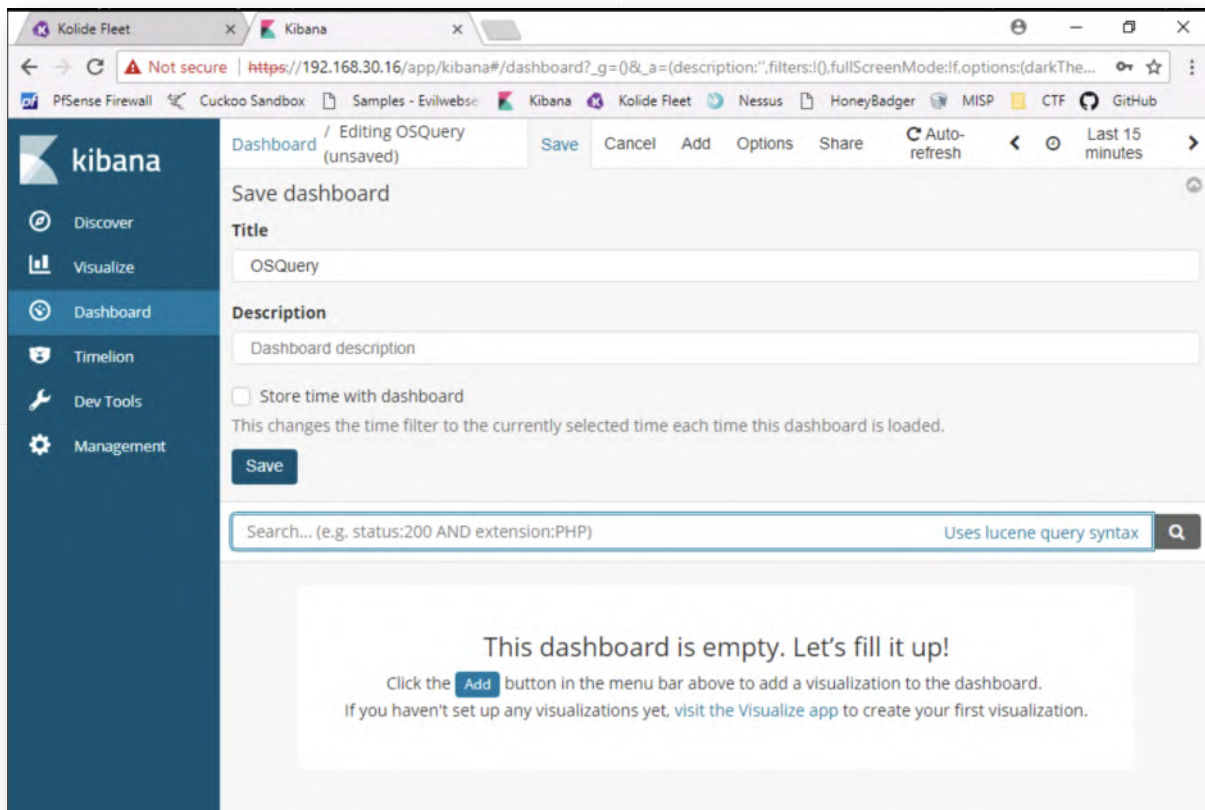 Kolide Fleet
Kibana
Not secure | https://192.168.30.16/app/kibana#/dashboard?_g=()&_a=(description:'',filters:!(),fullScreenMode:!f,options:(darkThe...
PfSense Firewall Cuckoo Sandbox Samples - Evilwebse Kibana Kolide Fleet Nessus HoneyBadger MISP CTF GitHub
kibana
Discover
Visualize
Dashboard
Timelion
Dev Tools
Management
Dashboard / Editing OSQuery
(unsaved)
Save Cancel Add Options Share
Auto-
refresh
Last 15
minutes
Save dashboard
Title
OSQuery
Description
Dashboard description
Store time with dashboard
This changes the time filter to the currently selected time each time this dashboard is loaded.
Save
Search... (e.g. status:200 AND extension:PHP) Uses lucene query syntax
This dashboard is empty. Let's fill it up!
Click the Add button in the menu bar above to add a visualization to the dashboard.
If you haven't set up any visualizations yet, visit the Visualize app to create your first visualization.